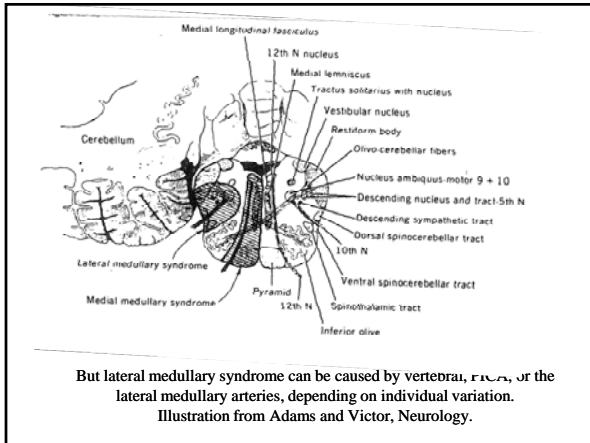 Medial longitudinal fasciculus
12th N nucleus
Medial lemniscus
Tractus solitarius with nucleus
Vestibular nucleus
Restiform body
Olivo-cerebellar fibers
Cerebellum
Nucleus ambiquus-motor 9 + 10
Descending nucleus and tract-5th N
Descending sympathetic tract
Dorsal spinocerebellar tract
10th N
Lateral medullary syndrome
Ventral spinocerebellar tract
Medial medullary syndrome
Pyramid
12th N
Spinothalamic tract
Inferior olive
But lateral medullary syndrome can be caused by vertebral, PICA, or the
lateral medullary arteries, depending on individual variation.
Illustration from Adams and Victor, Neurology.